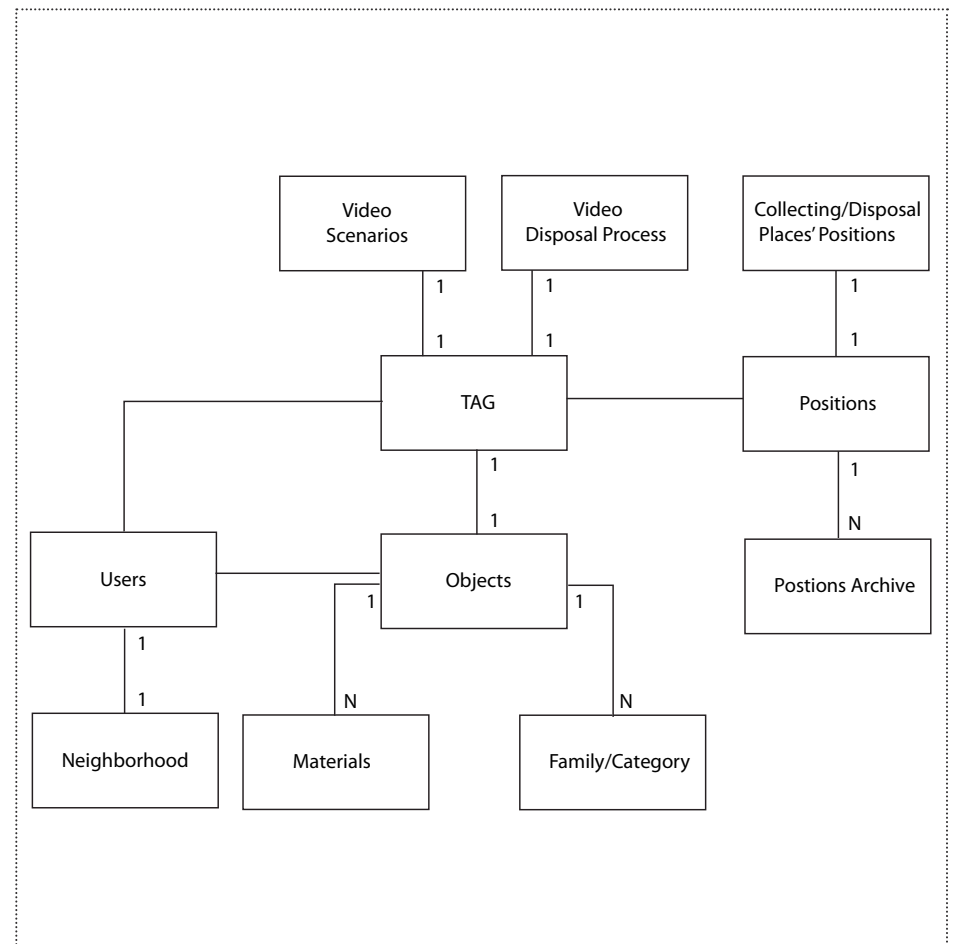 Video
Scenarios
Video
Disposal Process
Collecting/Disposal
Places’ Positions
1
1
1
1
1
1
TAG
Positions
1
1
1
N
Users
Objects
Postions Archive
1
1
1
1
N
N
Neighborhood
Materials
Family/Category